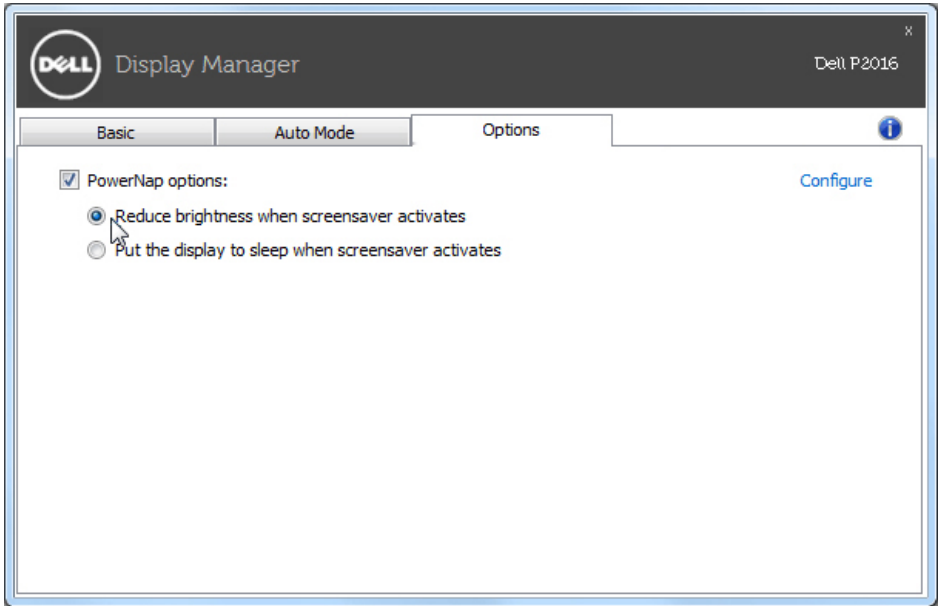 x
DELL
Display Manager
Dell P2016
Basic
Auto Mode
Options
i
PowerNap options:
Configure
Reduce brightness when screensaver activates
Put the display to sleep when screensaver activates